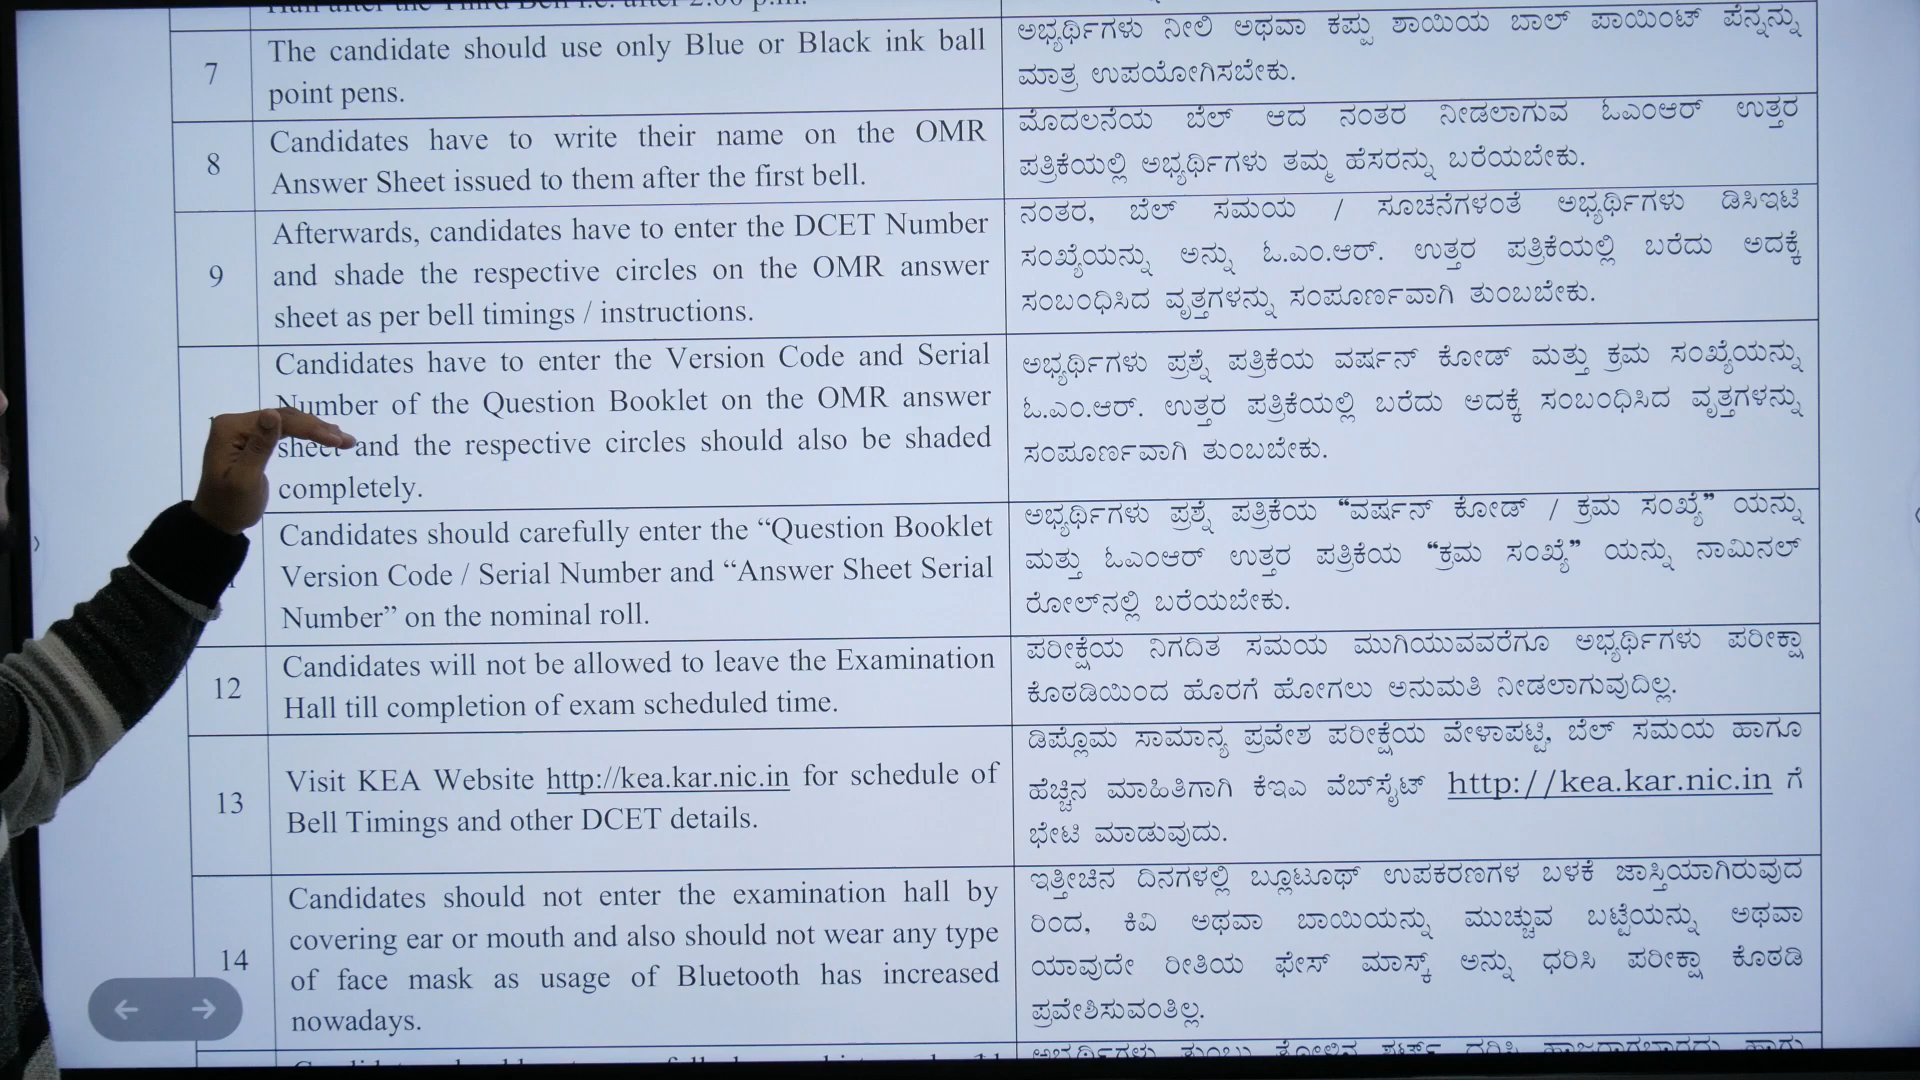 7
The candidate should use only Blue or Black ink ball
point pens.
ಅಭ್ಯರ್ಥಿಗಳು ನೀಲಿ ಅಥವಾ ಕಪ್ಪು ಶಾಯಿಯ ಬಾಲ್ ಪಾಯಿಂಟ್ ಪೆನ್ನನ್ನು
ಮಾತ್ರ ಉಪಯೋಗಿಸಬೇಕು.
8
Candidates have to write their name on the OMR
Answer Sheet issued to them after the first bell.
ಮೊದಲನೆಯ ಬೆಲ್ ಆದ ನಂತರ ನೀಡಲಾಗುವ ಓಎಂಆರ್ ಉತ್ತರ
ಪತ್ರಿಕೆಯಲ್ಲಿ ಅಭ್ಯರ್ಥಿಗಳು ತಮ್ಮ ಹೆಸರನ್ನು ಬರೆಯಬೇಕು.
9
Afterwards, candidates have to enter the DCET Number
and shade the respective circles on the OMR answer
sheet as per bell timings / instructions.
ನಂತರ, ಬೆಲ್ ಸಮಯ / ಸೂಚನೆಗಳಂತೆ ಅಭ್ಯರ್ಥಿಗಳು ಡಿಸಿಇಟಿ
ಸಂಖ್ಯೆಯನ್ನು ಅನ್ನು ಓ.ಎಂ.ಆರ್. ಉತ್ತರ ಪತ್ರಿಕೆಯಲ್ಲಿ ಬರೆದು ಅದಕ್ಕೆ
ಸಂಬಂಧಿಸಿದ ವೃತ್ತಗಳನ್ನು ಸಂಪೂರ್ಣವಾಗಿ ತುಂಬಬೇಕು.
Candidates have to enter the Version Code and Serial
Number of the Question Booklet on the OMR answer
sheet and the respective circles should also be shaded
completely.
ಅಭ್ಯರ್ಥಿಗಳು ಪ್ರಶ್ನೆ ಪತ್ರಿಕೆಯ ವರ್ಷನ್ ಕೋಡ್ ಮತ್ತು ಕ್ರಮ ಸಂಖ್ಯೆಯನ್ನು
ಓ.ಎಂ.ಆರ್. ಉತ್ತರ ಪತ್ರಿಕೆಯಲ್ಲಿ ಬರೆದು ಅದಕ್ಕೆ ಸಂಬಂಧಿಸಿದ ವೃತ್ತಗಳನ್ನು
ಸಂಪೂರ್ಣವಾಗಿ ತುಂಬಬೇಕು.
Candidates should carefully enter the “Question Booklet
Version Code / Serial Number and “Answer Sheet Serial
Number” on the nominal roll.
ಅಭ್ಯರ್ಥಿಗಳು ಪ್ರಶ್ನೆ ಪತ್ರಿಕೆಯ “ವರ್ಷನ್ ಕೋಡ್ / ಕ್ರಮ ಸಂಖ್ಯೆ” ಯನ್ನು
ಮತ್ತು ಓಎಂಆರ್ ಉತ್ತರ ಪತ್ರಿಕೆಯ “ಕ್ರಮ ಸಂಖ್ಯೆ” ಯನ್ನು ನಾಮಿನಲ್
ರೋಲ್‌ನಲ್ಲಿ ಬರೆಯಬೇಕು.
12
Candidates will not be allowed to leave the Examination
Hall till completion of exam scheduled time.
ಪರೀಕ್ಷೆಯ ನಿಗದಿತ ಸಮಯ ಮುಗಿಯುವವರೆಗೂ ಅಭ್ಯರ್ಥಿಗಳು ಪರೀಕ್ಷಾ
ಕೊಠಡಿಯಿಂದ ಹೊರಗೆ ಹೋಗಲು ಅನುಮತಿ ನೀಡಲಾಗುವುದಿಲ್ಲ.
13
Visit KEA Website http://kea.kar.nic.in for schedule of
Bell Timings and other DCET details.
ಡಿಪ್ಲೊಮ ಸಾಮಾನ್ಯ ಪ್ರವೇಶ ಪರೀಕ್ಷೆಯ ವೇಳಾಪಟ್ಟಿ, ಬೆಲ್ ಸಮಯ ಹಾಗೂ
ಹೆಚ್ಚಿನ ಮಾಹಿತಿಗಾಗಿ ಕೆಇಎ ವೆಬ್‌ಸೈಟ್ http://kea.kar.nic.in ಗೆ
ಭೇಟಿ ಮಾಡುವುದು.
14
Candidates should not enter the examination hall by
covering ear or mouth and also should not wear any type
of face mask as usage of Bluetooth has increased
nowadays.
ಇತ್ತೀಚಿನ ದಿನಗಳಲ್ಲಿ ಬ್ಲೂಟೂಥ್ ಉಪಕರಣಗಳ ಬಳಕೆ ಜಾಸ್ತಿಯಾಗಿರುವುದ
ರಿಂದ, ಕಿವಿ ಅಥವಾ ಬಾಯಿಯನ್ನು ಮುಚ್ಚುವ ಬಟ್ಟೆಯನ್ನು ಅಥವಾ
ಯಾವುದೇ ರೀತಿಯ ಫೇಸ್ ಮಾಸ್ಕ್ ಅನ್ನು ಧರಿಸಿ ಪರೀಕ್ಷಾ ಕೊಠಡಿ
ಪ್ರವೇಶಿಸುವಂತಿಲ್ಲ.